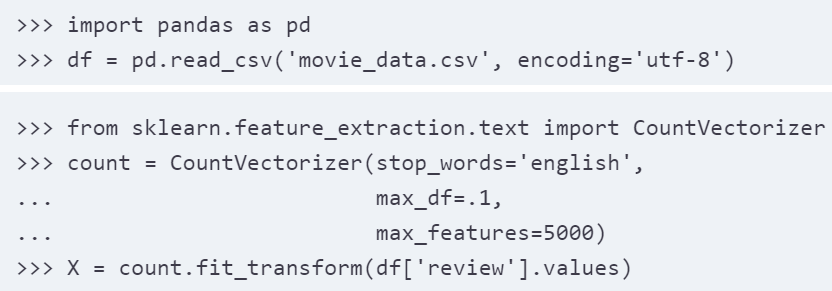 >>> import pandas as pd
>>> df = pd.read_csv('movie_data.csv', encoding='utf-8')
>>> from sklearn.feature_extraction.text import CountVectorizer
>>> count = CountVectorizer(stop_words='english',
...                         max_df=.1,
...                         max_features=5000)
>>> X = count.fit_transform(df['review'].values)